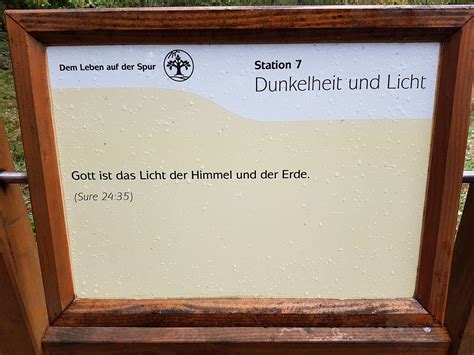 Dem Leben auf der Spur
Station 7
Dunkelheit und Licht
Gott ist das Licht der Himmel und der Erde.
(Sure 24:35)